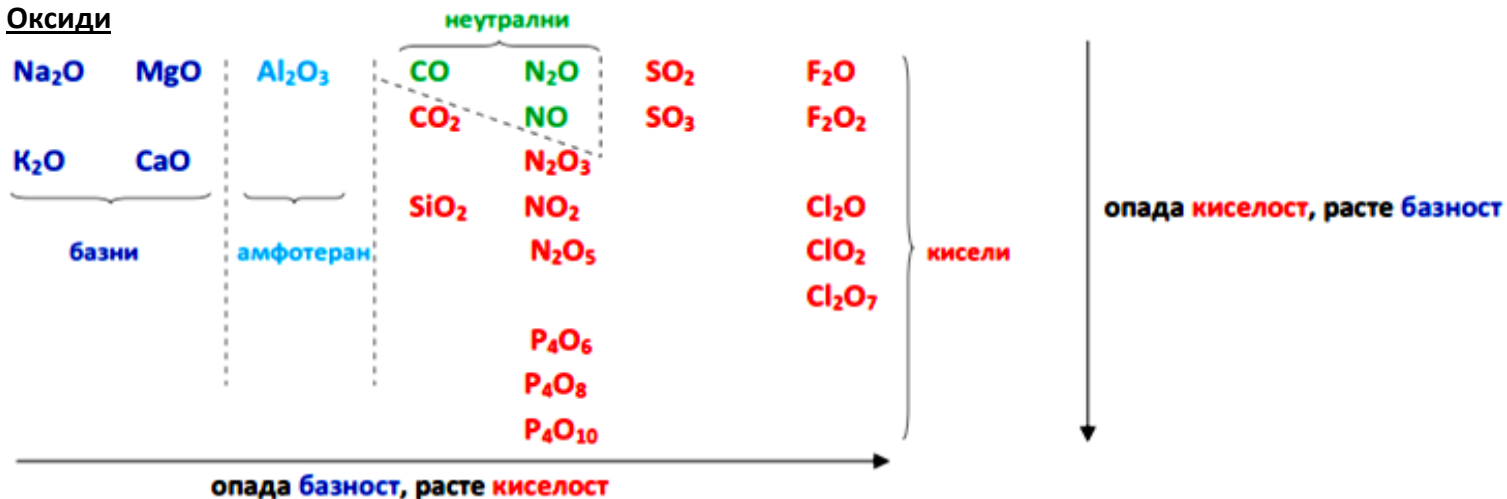 Оксиди
неутрални
Na₂O MgO Al₂O₃ CO N₂O SO₂ F₂O
CO₂ NO SO₃ F₂O₂
K₂O CaO N₂O₃
SiO₂ NO₂ Cl₂O
опада киселост, расте базност
базни амфотеран N₂O₅ ClO₂ кисели
Cl₂O₇
P₄O₆
P₄O₈
P₄O₁₀
опада базност, расте киселост